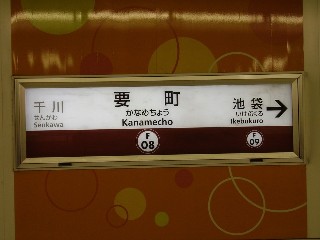 千川
せんかわ
Senkawa
要町
かなめちょう
Kanamecho
F
08
池袋
いけぶくろ
Ikebukuro
F
09